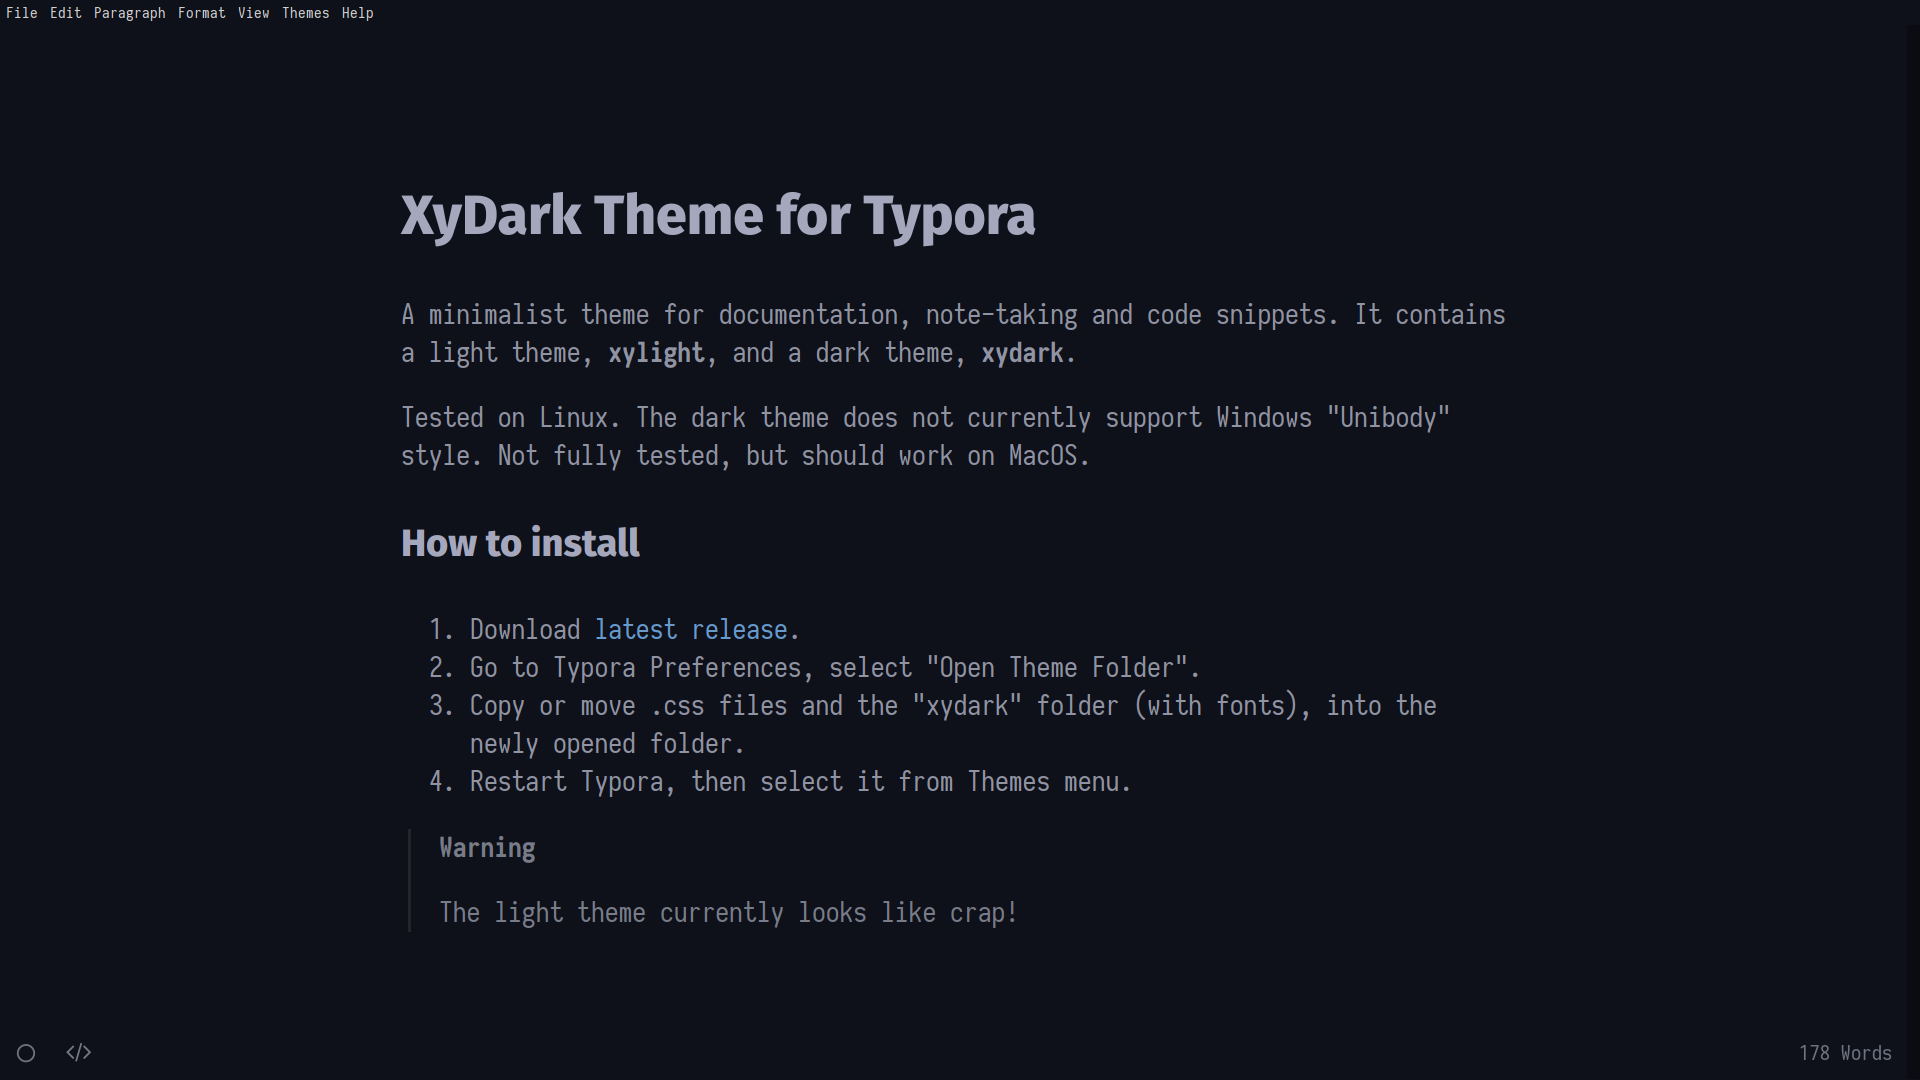 File Edit Paragraph Format View Themes Help
XyDark Theme for Typora
A minimalist theme for documentation, note-taking and code snippets. It contains
a light theme, xylight, and a dark theme, xydark.
Tested on Linux. The dark theme does not currently support Windows "Unibody"
style. Not fully tested, but should work on MacOS.
How to install
1. Download latest release.
2. Go to Typora Preferences, select "Open Theme Folder".
3. Copy or move .css files and the "xydark" folder (with fonts), into the
newly opened folder.
4. Restart Typora, then select it from Themes menu.
Warning
The light theme currently looks like crap!
178 Words